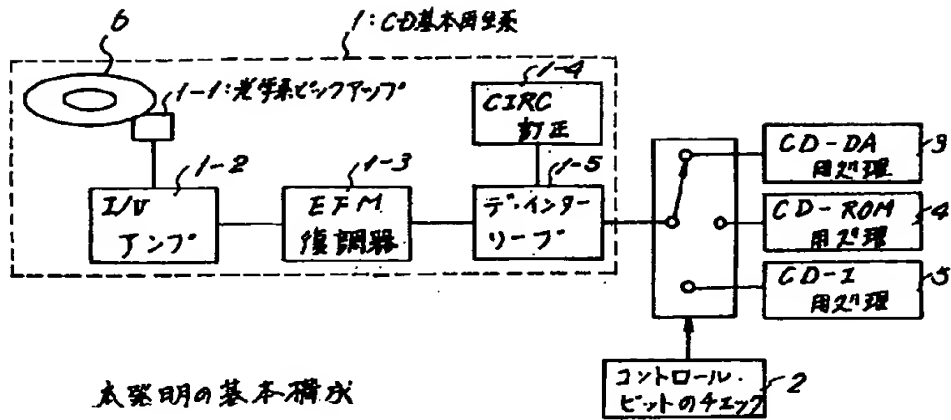 6
1:CD基本再生系
1-1:光学系ピックアップ
1-4
CIRC
訂正
1-2
I/V
アンプ
1-3
EFM
復調器
1-5
デ・インター
リーブ
CD-DA
用処理
3
CD-ROM
用処理
4
CD-I
用処理
5
コントロール・
ビットのチェック
2
本発明の基本構成